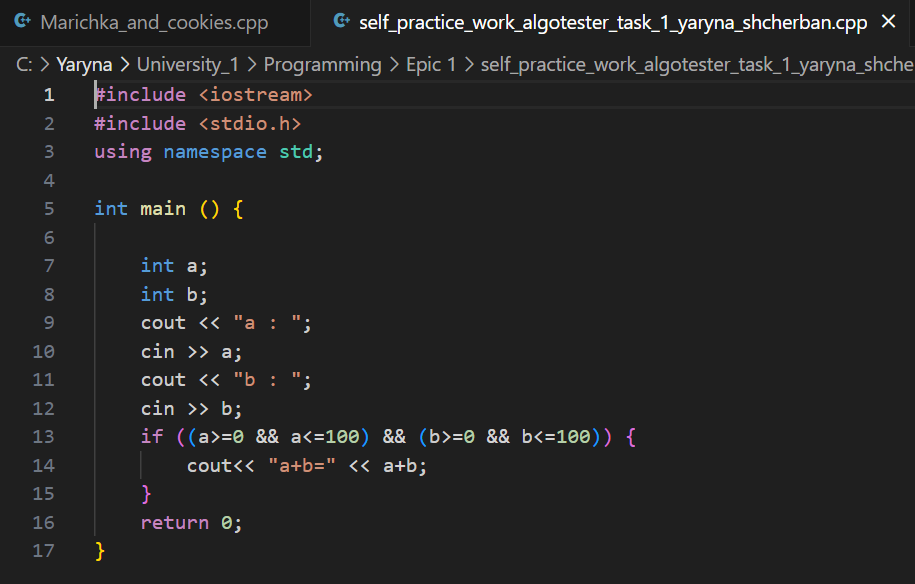 Marichka_and_cookies.cpp self_practice_work_algotester_task_1_yaryna_shcherban.cpp
C: > Yaryna > University_1 > Programming > Epic 1 > self_practice_work_algotester_task_1_yaryna_shche
1 #include <iostream>
2 #include <stdio.h>
3 using namespace std;
4
5 int main () {
6
7 int a;
8 int b;
9 cout << "a : ";
10 cin >> a;
11 cout << "b : ";
12 cin >> b;
13 if ((a>=0 && a<=100) && (b>=0 && b<=100)) {
14 cout<< "a+b=" << a+b;
15 }
16 return 0;
17 }